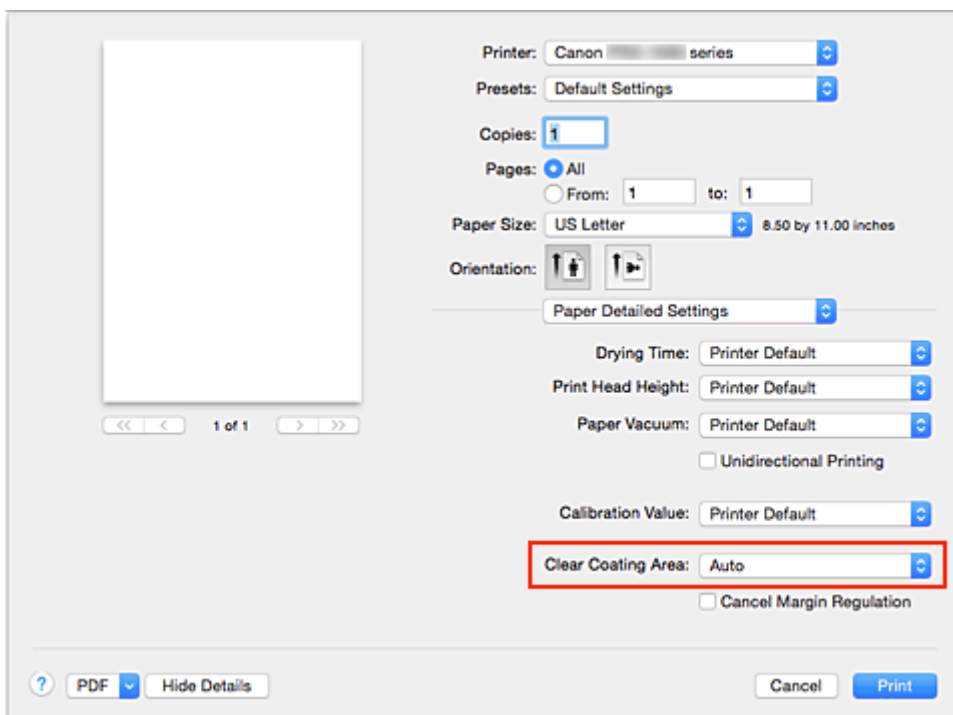 Printer: Canon series
Presets: Default Settings
Copies: 1
Pages: All
From: 1 to: 1
Paper Size: US Letter 8.50 by 11.00 inches
Orientation:
Paper Detailed Settings
Drying Time: Printer Default
Print Head Height: Printer Default
<< < 1 of 1 > >>
Paper Vacuum: Printer Default
Unidirectional Printing
Calibration Value: Printer Default
Clear Coating Area: Auto
Cancel Margin Regulation
? PDF Hide Details Cancel Print